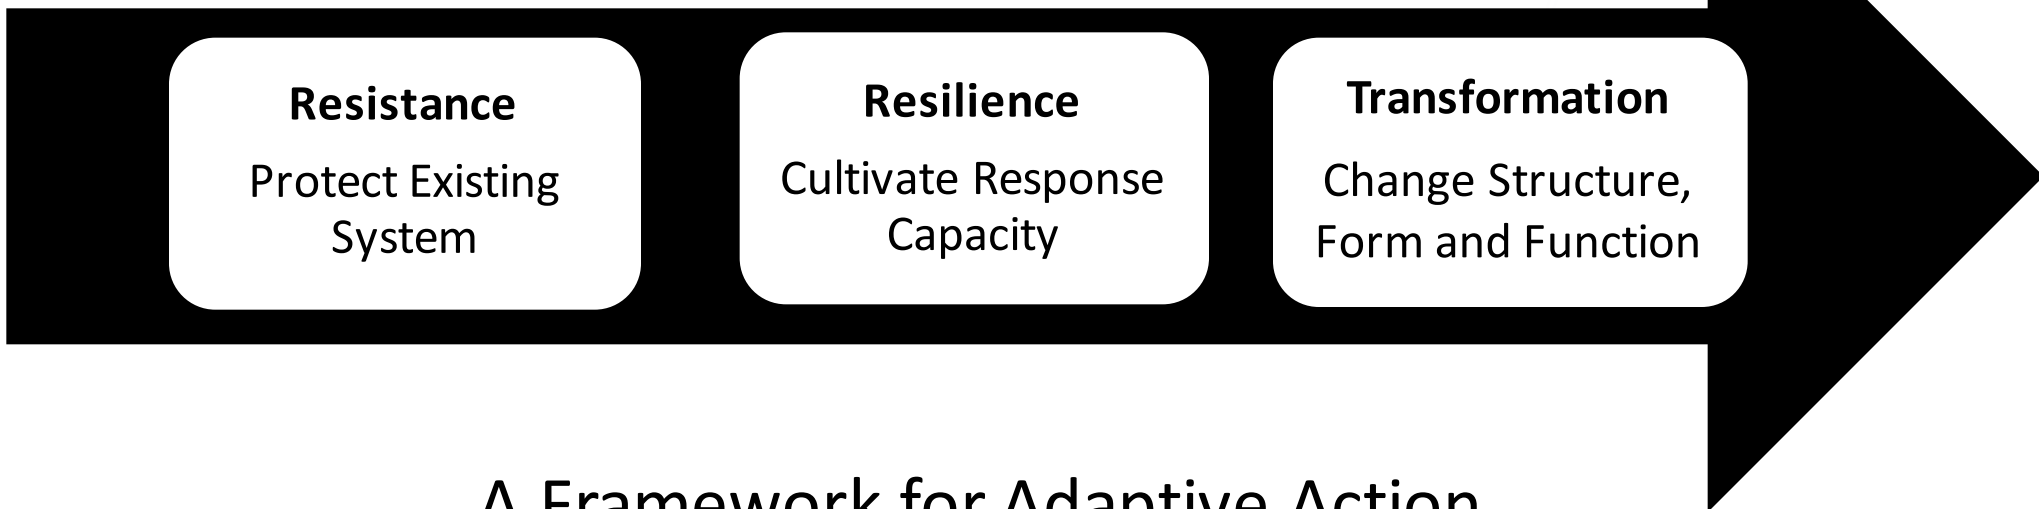 Resistance
Protect Existing
System
Resilience
Cultivate Response
Capacity
Transformation
Change Structure,
Form and Function
A Framework for Adaptive Action